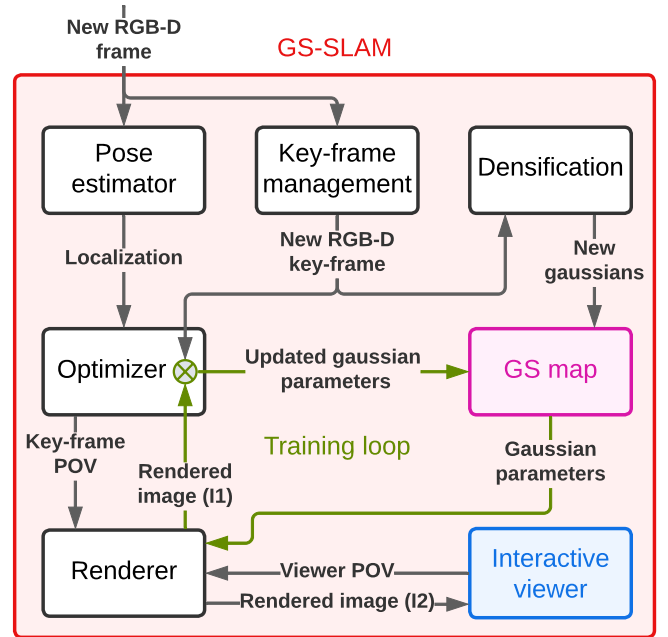 New RGB-D
frame
GS-SLAM
Pose
estimator
Key-frame
management
Densification
Localization
New RGB-D
key-frame
New
gaussians
Optimizer
Updated gaussian
parameters
GS map
Key-frame
POV
Rendered
image (I1)
Training loop
Gaussian
parameters
Renderer
Viewer POV
Rendered image (I2)
Interactive
viewer